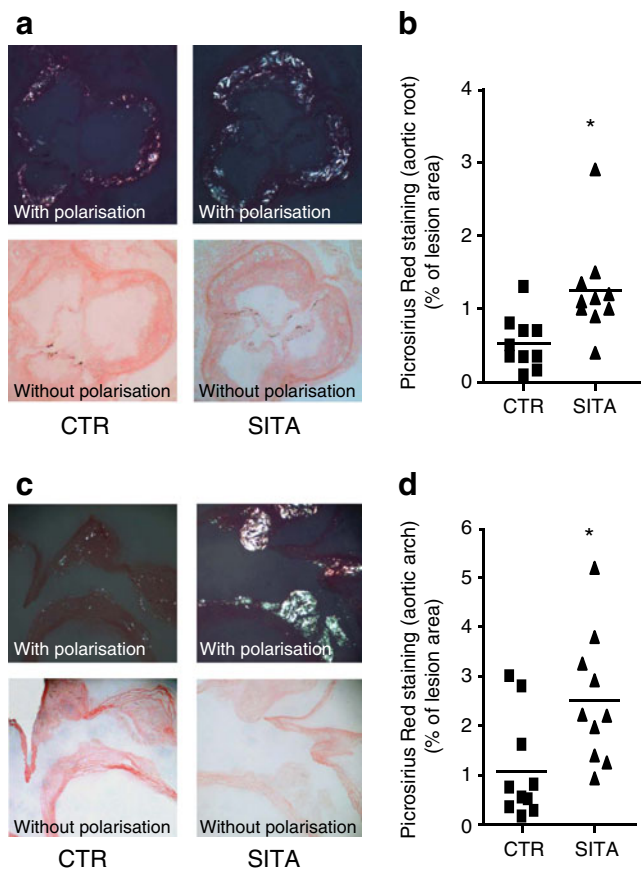 a
With polarisation
With polarisation
Without polarisation
Without polarisation
CTR
SITA
b
Picrosirius Red staining (aortic root)
(% of lesion area)
4
3
2
1
0
*
CTR
SITA
c
With polarisation
With polarisation
Without polarisation
Without polarisation
CTR
SITA
d
Picrosirius Red staining (aortic arch)
(% of lesion area)
6
5
4
3
2
1
0
*
CTR
SITA